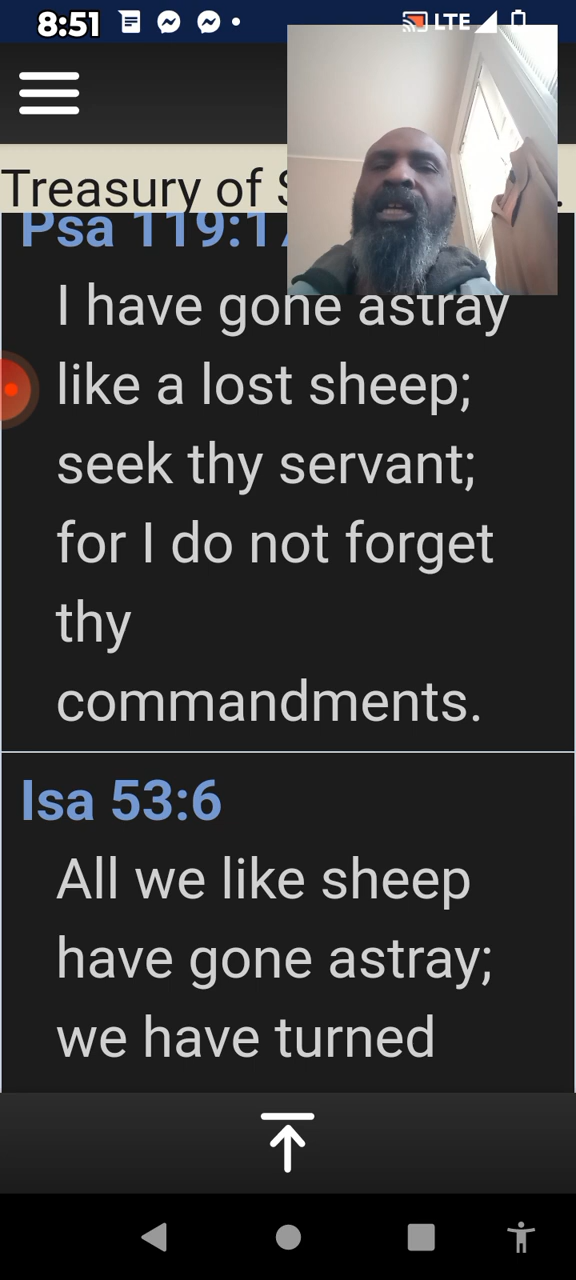 8:51
LTE
Treasury of
Psa 119:17
I have gone astray
like a lost sheep;
seek thy servant;
for I do not forget
thy
commandments.
Isa 53:6
All we like sheep
have gone astray;
we have turned